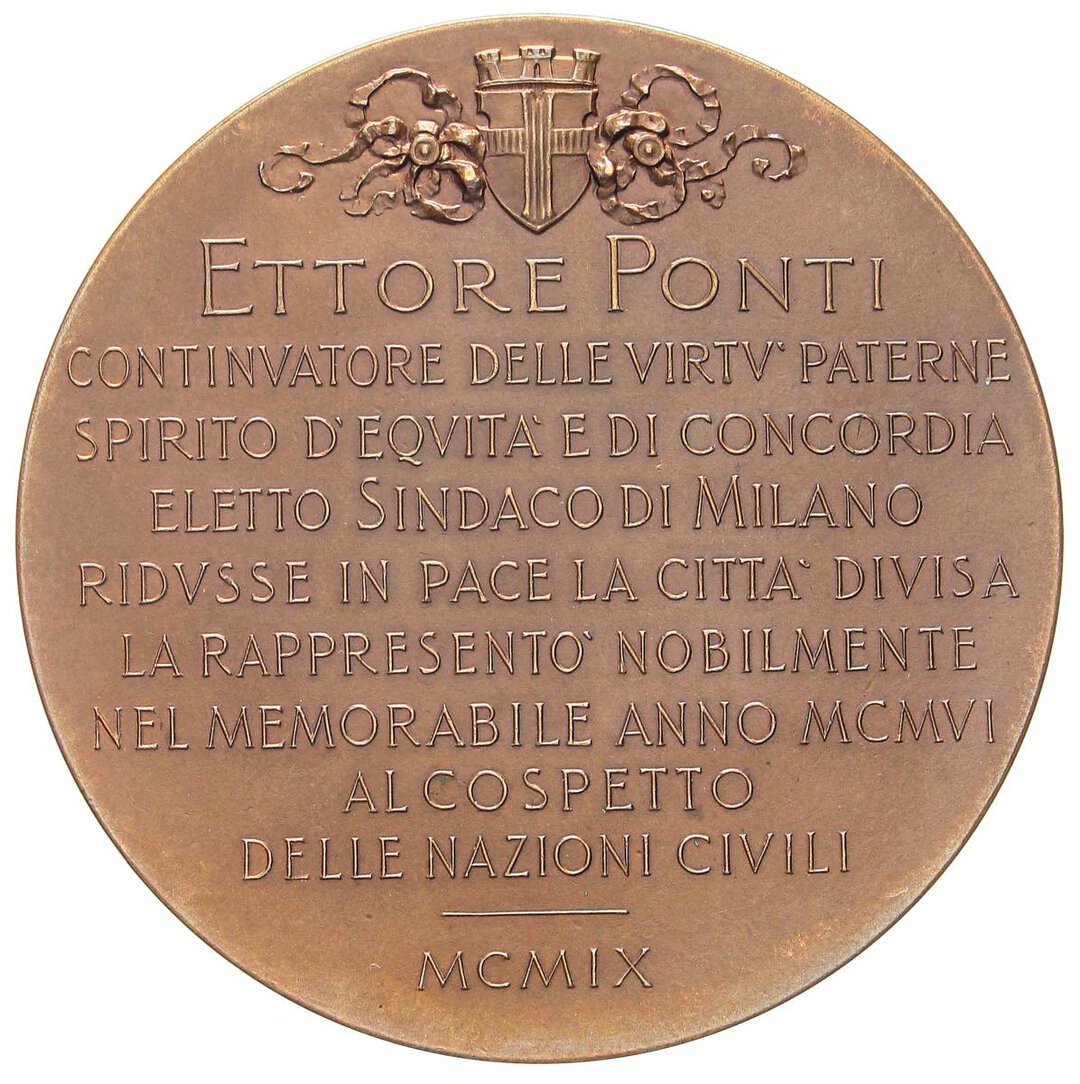 ETTORE PONTI
CONTINVATORE DELLE VIRTV` PATERNE
SPIRITO D'EQVITA` E DI CONCORDIA
ELETTO SINDACO DI MILANO
RIDVSSE IN PACE LA CITTA` DIVISA
LA RAPPRESENTO` NOBILMENTE
NEL MEMORABILE ANNO MCMVI
AL COSPETTO
DELLE NAZIONI CIVILI
MCMIX